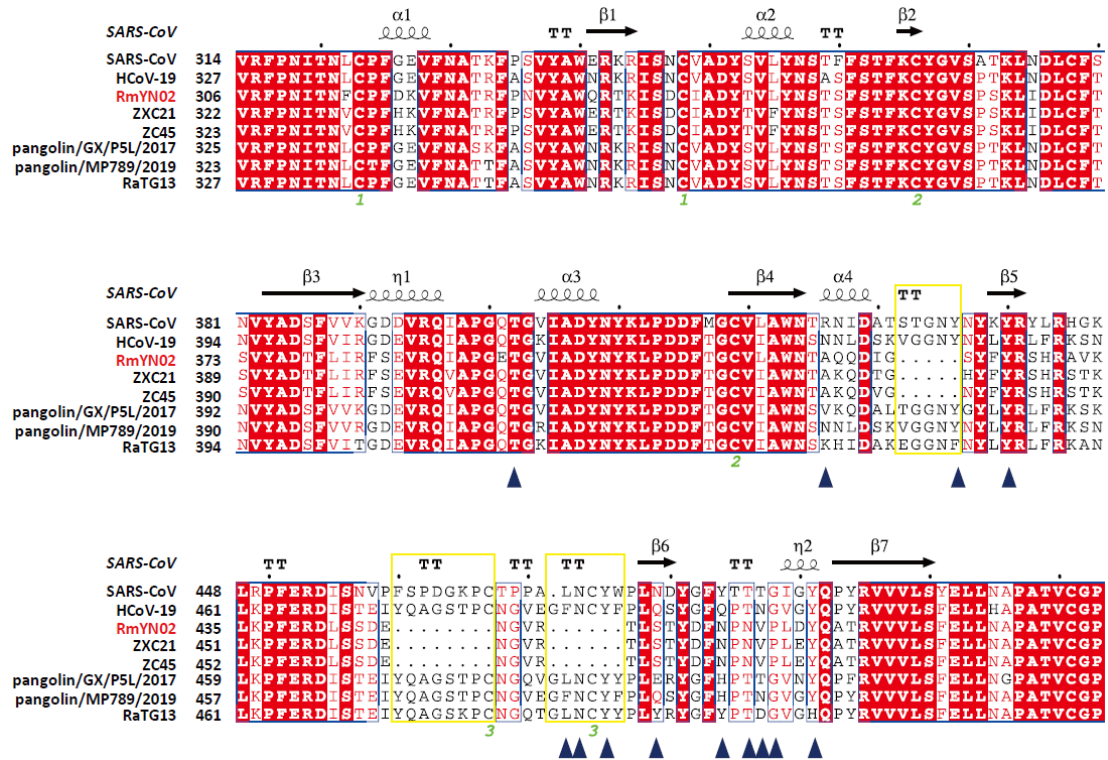 SARS-CoV α1 TT β1 α2 TT β2
SARS-CoV 314 VRFPNITNLCPFGEVFNATKFPSVYAWERKRISNCVADYSVLYNSTFFSTFKCYGVSATKLNDLCFS
HCoV-19 327 VRFPNITNLCPFGEVFNATRFASVYAWNRKRISNCVADYSVLYNSASFSTFKCYGVSPTKLNDLCFT
RmYN02 306 VRFPNITNFCPFDKVFNATRFPNVYAWQRTKISDCIADYTVLYNSTSFSTFKCYGVSPSKLIDLCFT
ZXC21 322 VRFPNITNVCPFHKVFNATRFPSVYAWERTKISDCIADYTVFYNSTSFSTFKCYGVSPSKLIDLCFT
ZC45 323 VRFPNITNVCPFHKVFNATRFPSVYAWERTKISDCIADYTVFYNSTSFSTFKCYGVSPSKLIDLCFT
pangolin/GX/P5L/2017 325 VRFPNITNLCPFGEVFNASKFASVYAWNRKRISNCVADYSVLYNSTSFSTFKCYGVSPTKLNDLCFT
pangolin/MP789/2019 323 VRFPNITNLCTFGEVFNATTFASVYAWNRKRISNCVADYSVLYNSTSFSTFKCYGVSPTKLNDLCFT
RaTG13 327 VRFPNITNLCPFGEVFNATTFASVYAWNRKRISNCVADYSVLYNSTSFSTFKCYGVSPTKLNDLCFT
1 1 2
SARS-CoV β3 η1 α3 β4 α4 TT β5
SARS-CoV 381 NVYADSFVVKGDDVRQIAPGQTGVIADYNYKLPDDFMGCVLAWNTRNIDATSTGNYNYKYRYLRHGK
HCoV-19 394 NVYADSFVIRGDEVRQIAPGQTGKIADYNYKLPDDFTGCVIAWNSNNLDSKVGGNYNYLYRLFRKSN
RmYN02 373 SVYADTFLIRFSEVRQVAPGETGVIADYNYKLPDDFTGCVIAWNTAQQDTG.....SYFYRSHRAVK
ZXC21 389 SVYADTFLIRFSEVRQVAPGQTGVIADYNYKLPDDFTGCVIAWNTAKQDTG.....HYFYRSHRSTK
ZC45 390 SVYADTFLIRFSEVRQVAPGQTGVIADYNYKLPDDFTGCVIAWNTAKQDVG.....HYFYRSHRSTK
pangolin/GX/P5L/2017 392 NVYADSFVVKGDEVRQIAPGQTGVIADYNYKLPDDFTGCVIAWNSVKQDALTGGNYGYLYRLFRKSK
pangolin/MP789/2019 390 NVYADSFVIRGDEVRQIAPGQTGRIADYNYKLPDDFTGCVIAWNSNNLDSKVGGNYNYLYRLFRKSN
RaTG13 394 NVYADSFVITGDEVRQIAPGQTGKIADYNYKLPDDFTGCVIAWNSKHIDAKEGGNFNYLYRLFRKAN
2
SARS-CoV TT TT TT TT β6 TT η2 β7
SARS-CoV 448 LRPFERDISNVPFSPDGKPCTPPA.LNCYWPLNDYGFYTTTGIGYQPYRVVVLSYELLNAPATVCGP
HCoV-19 461 LKPFERDISTEIYQAGSTPCNGVEGFNCYFPLQSYGFQPTNGVGYQPYRVVVLSFELLHAPATVCGP
RmYN02 435 LKPFERDLSSDE.........NGVR......TLSTYDFNPNVPLDYQATRVVVLSFELLNAPATVCGP
ZXC21 451 LKPFERDLSSDE.........NGVR......TLSTYDFNPNVPLEYQATRVVVLSFELLNAPATVCGP
ZC45 452 LKPFERDLSSDE.........NGVR......TLSTYDFNPNVPLEYQATRVVVLSFELLNAPATVCGP
pangolin/GX/P5L/2017 459 LKPFERDISTEIYQAGSTPCNGQVGLNCYYPLERYGFHPTTGVNYQPFRVVVLSFELLNGPATVCGP
pangolin/MP789/2019 457 LKPFERDISTEIYQAGSTPCNGVEGFNCYFPLQSYGFHPTNGVGYQPYRVVVLSFELLNAPATVCGP
RaTG13 461 LKPFERDISTEIYQAGSKPCNGQTGLNCYYPLYRYGFYPTDGVGHQPYRVVVLSFELLNAPATVCGP
3 3